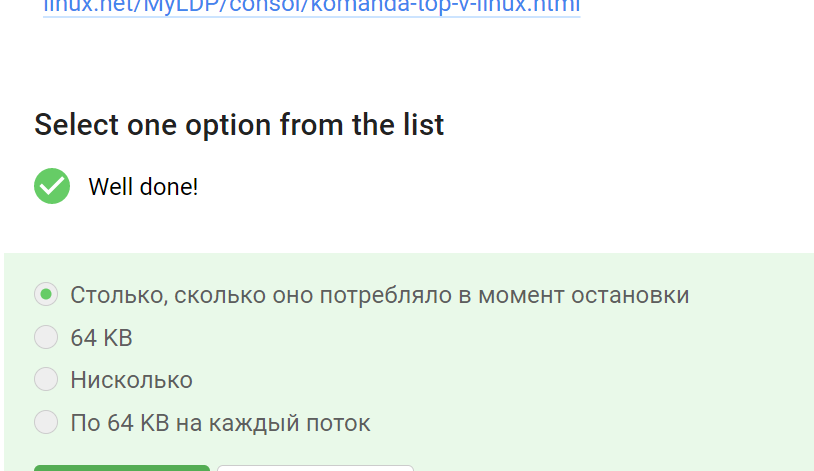 linux.net/MyLDP/consol/komanda-top-v-linux.html
Select one option from the list
Well done!
Столько, сколько оно потребляло в момент остановки
64 KB
Нисколько
По 64 KB на каждый поток